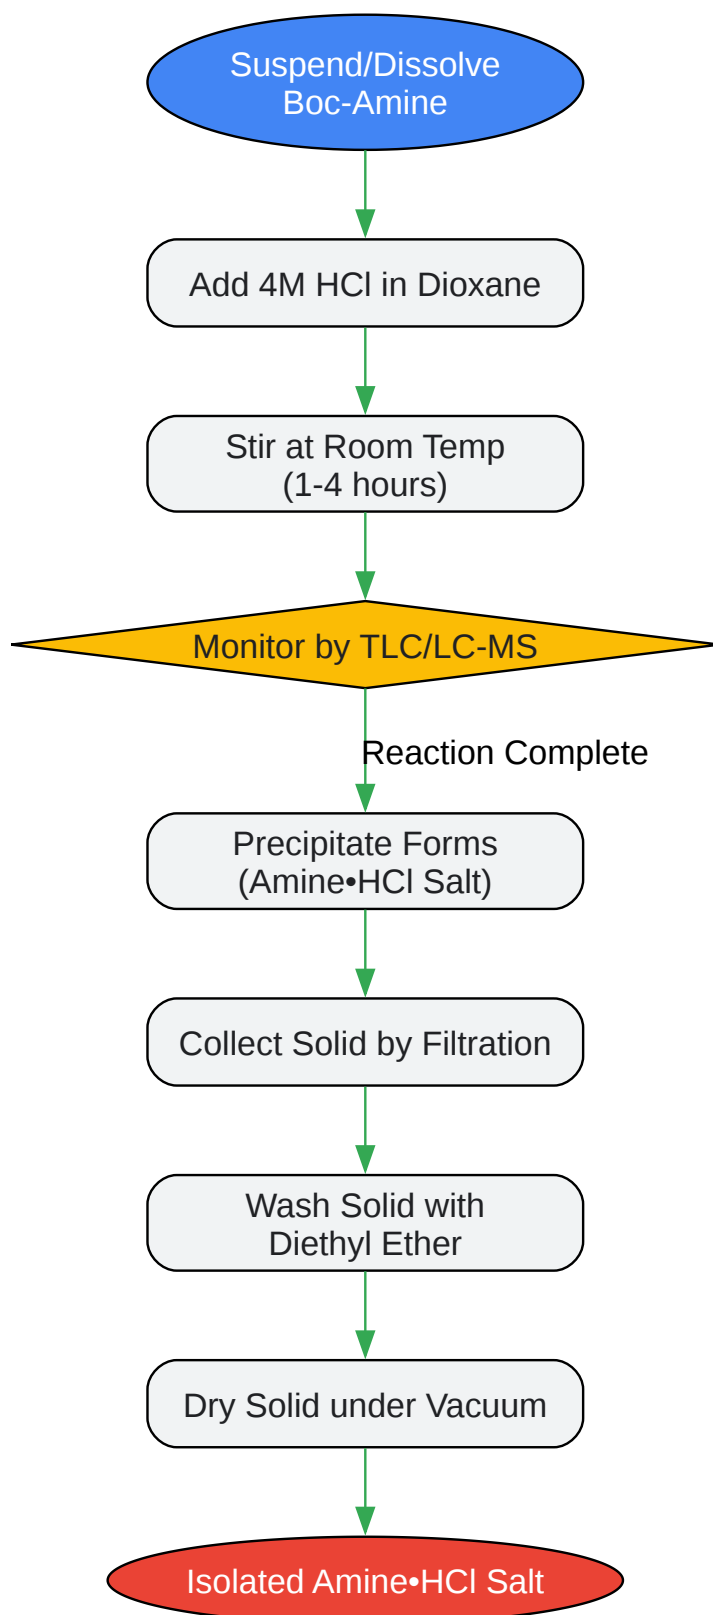 Suspend/Dissolve
Boc-Amine
Add 4M HCl in Dioxane
Stir at Room Temp
(1-4 hours)
Monitor by TLC/LC-MS
Reaction Complete
Precipitate Forms
(Amine•HCl Salt)
Collect Solid by Filtration
Wash Solid with
Diethyl Ether
Dry Solid under Vacuum
Isolated Amine•HCl Salt